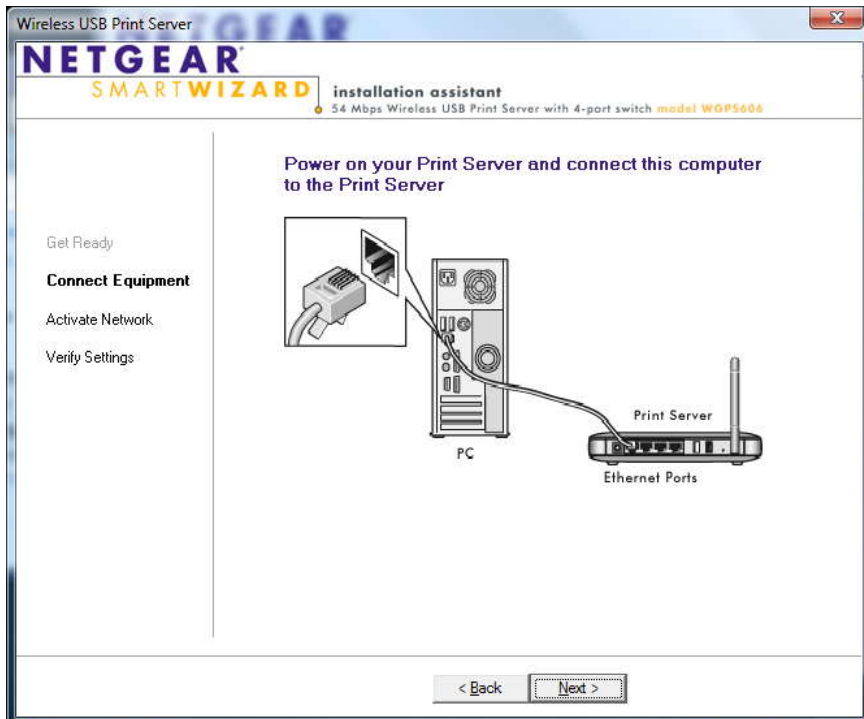 Wireless USB Print Server
NETGEAR
NETGEAR
SMARTWIZARD
installation assistant
54 Mbps Wireless USB Print Server with 4-port switch model WGPS606
Power on your Print Server and connect this computer
to the Print Server
Get Ready
Connect Equipment
Activate Network
Verify Settings
Print Server
PC
Ethernet Ports
< Back
Next >